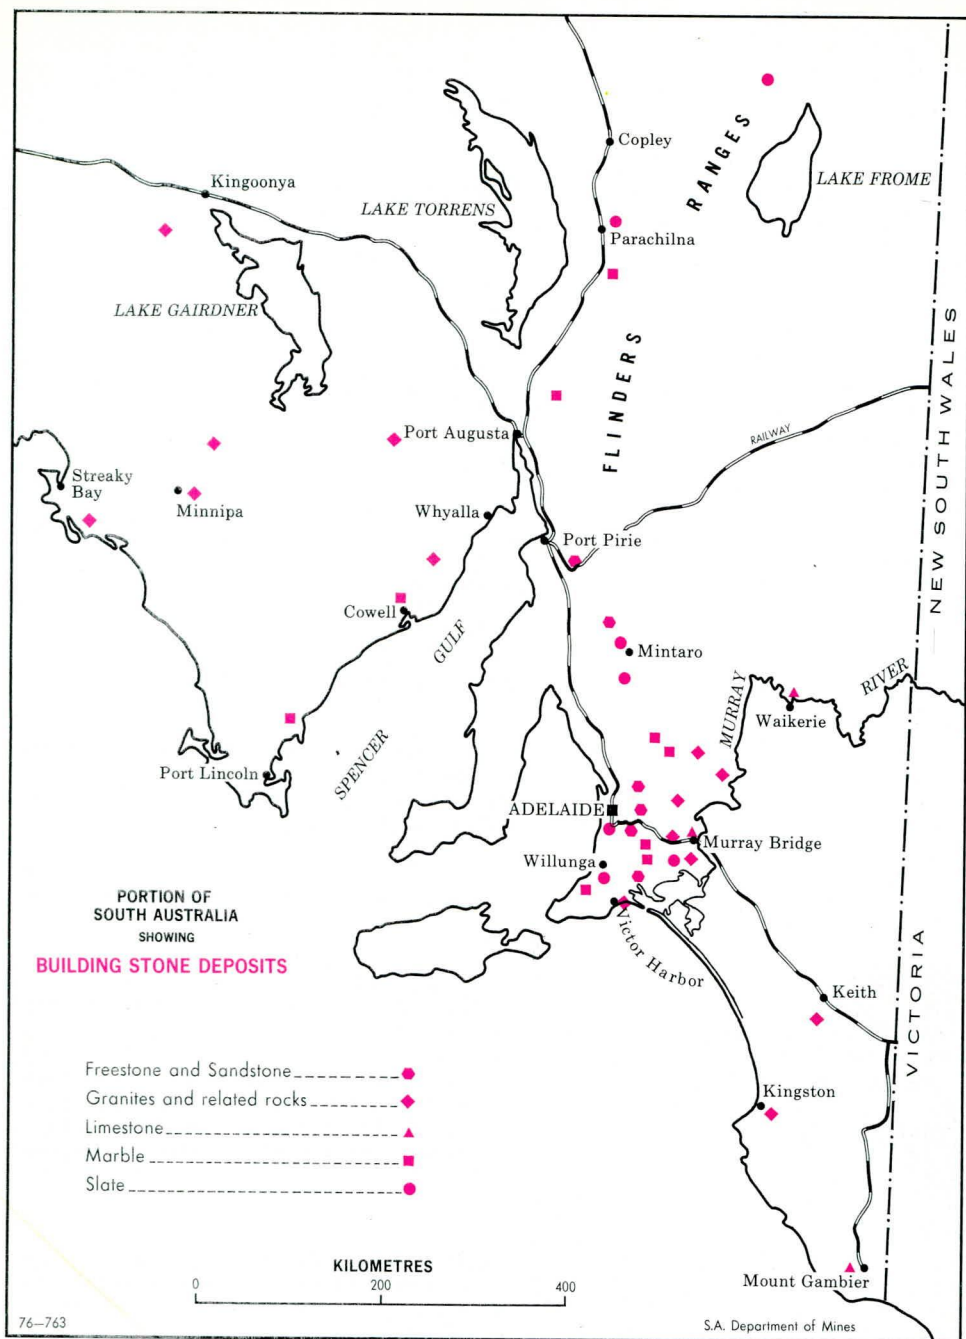 Copley
RANGES
LAKE FROME
Kingoonya
LAKE TORRENS
Parachilna
LAKE GAIRDNER
FLINDERS
NEW SOUTH WALES
Port Augusta
RAILWAY
Streaky
Bay
Minnipa
Whyalla
Port Pirie
Cowell
GULF
Mintaro
MURRAY
RIVER
Waikerie
SPENCER
Port Lincoln
ADELAIDE
Murray Bridge
Willunga
PORTION OF
SOUTH AUSTRALIA
SHOWING
BUILDING STONE DEPOSITS
Victor Harbor
Keith
VICTORIA
Freestone and Sandstone
Granites and related rocks
Limestone
Marble
Slate
Kingston
KILOMETRES
0 200 400
Mount Gambier
76—763
S.A. Department of Mines